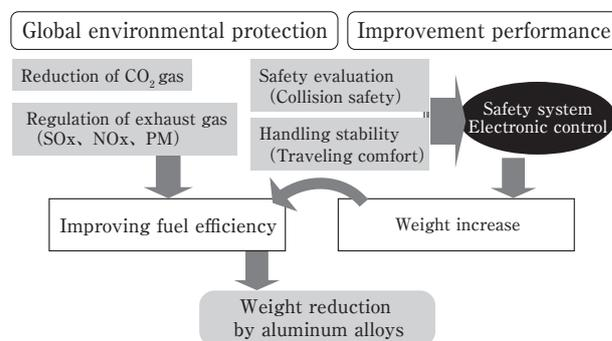 Global environmental protection
Improvement performance
Reduction of CO₂ gas
Regulation of exhaust gas
(SOx、NOx、PM)
Safety evaluation
(Collision safety)
Handling stability
(Traveling comfort)
Safety system
Electronic control
Improving fuel efficiency
Weight increase
Weight reduction
by aluminum alloys